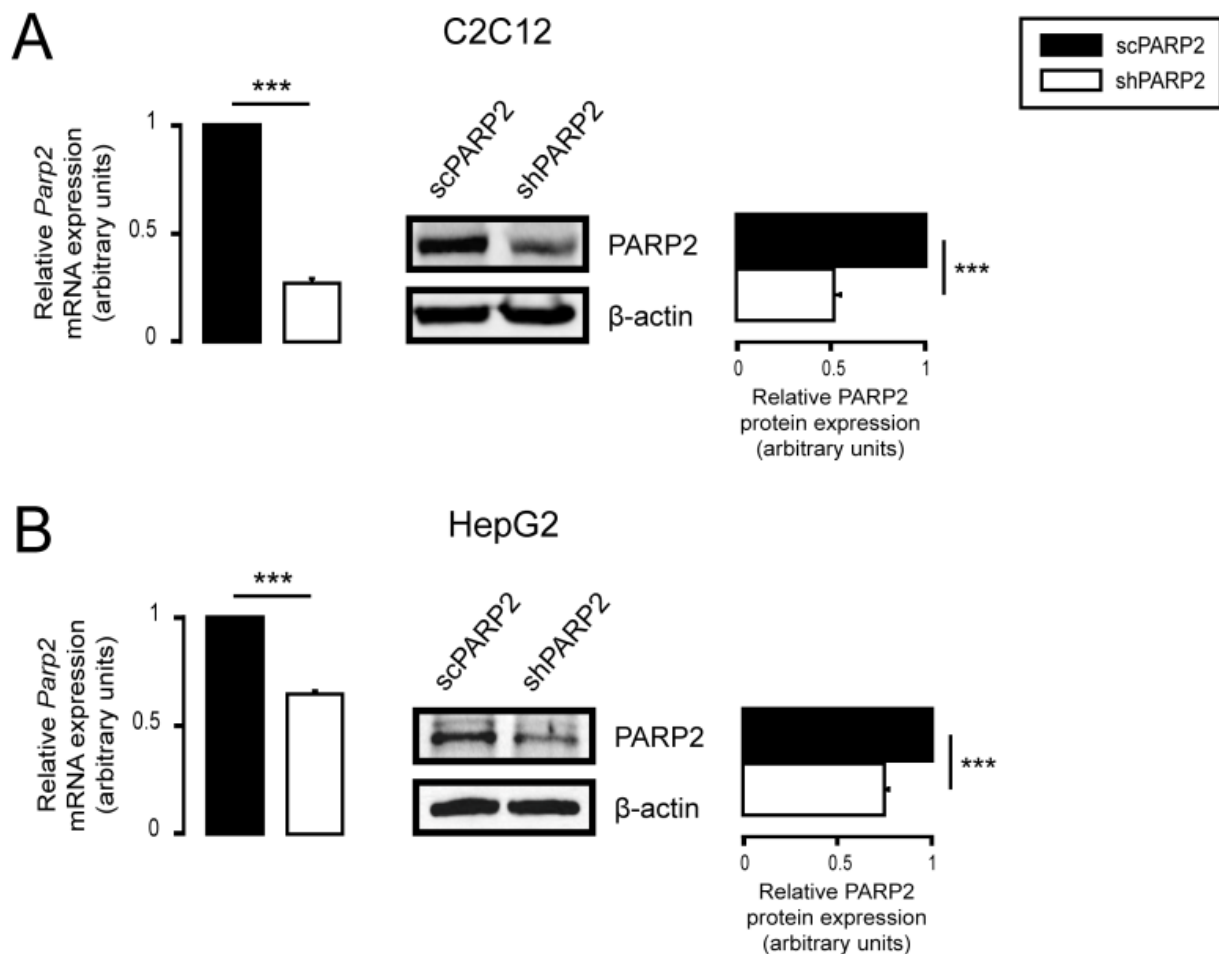 A
C2C12
scPARP2
shPARP2
***
Relative Parp2
mRNA expression
(arbitrary units)
1
0.5
0
scPARP2
shPARP2
PARP2
β-actin
***
0
0.5
1
Relative PARP2
protein expression
(arbitrary units)
B
HepG2
***
Relative Parp2
mRNA expression
(arbitrary units)
1
0.5
0
scPARP2
shPARP2
PARP2
β-actin
***
0
0.5
1
Relative PARP2
protein expression
(arbitrary units)